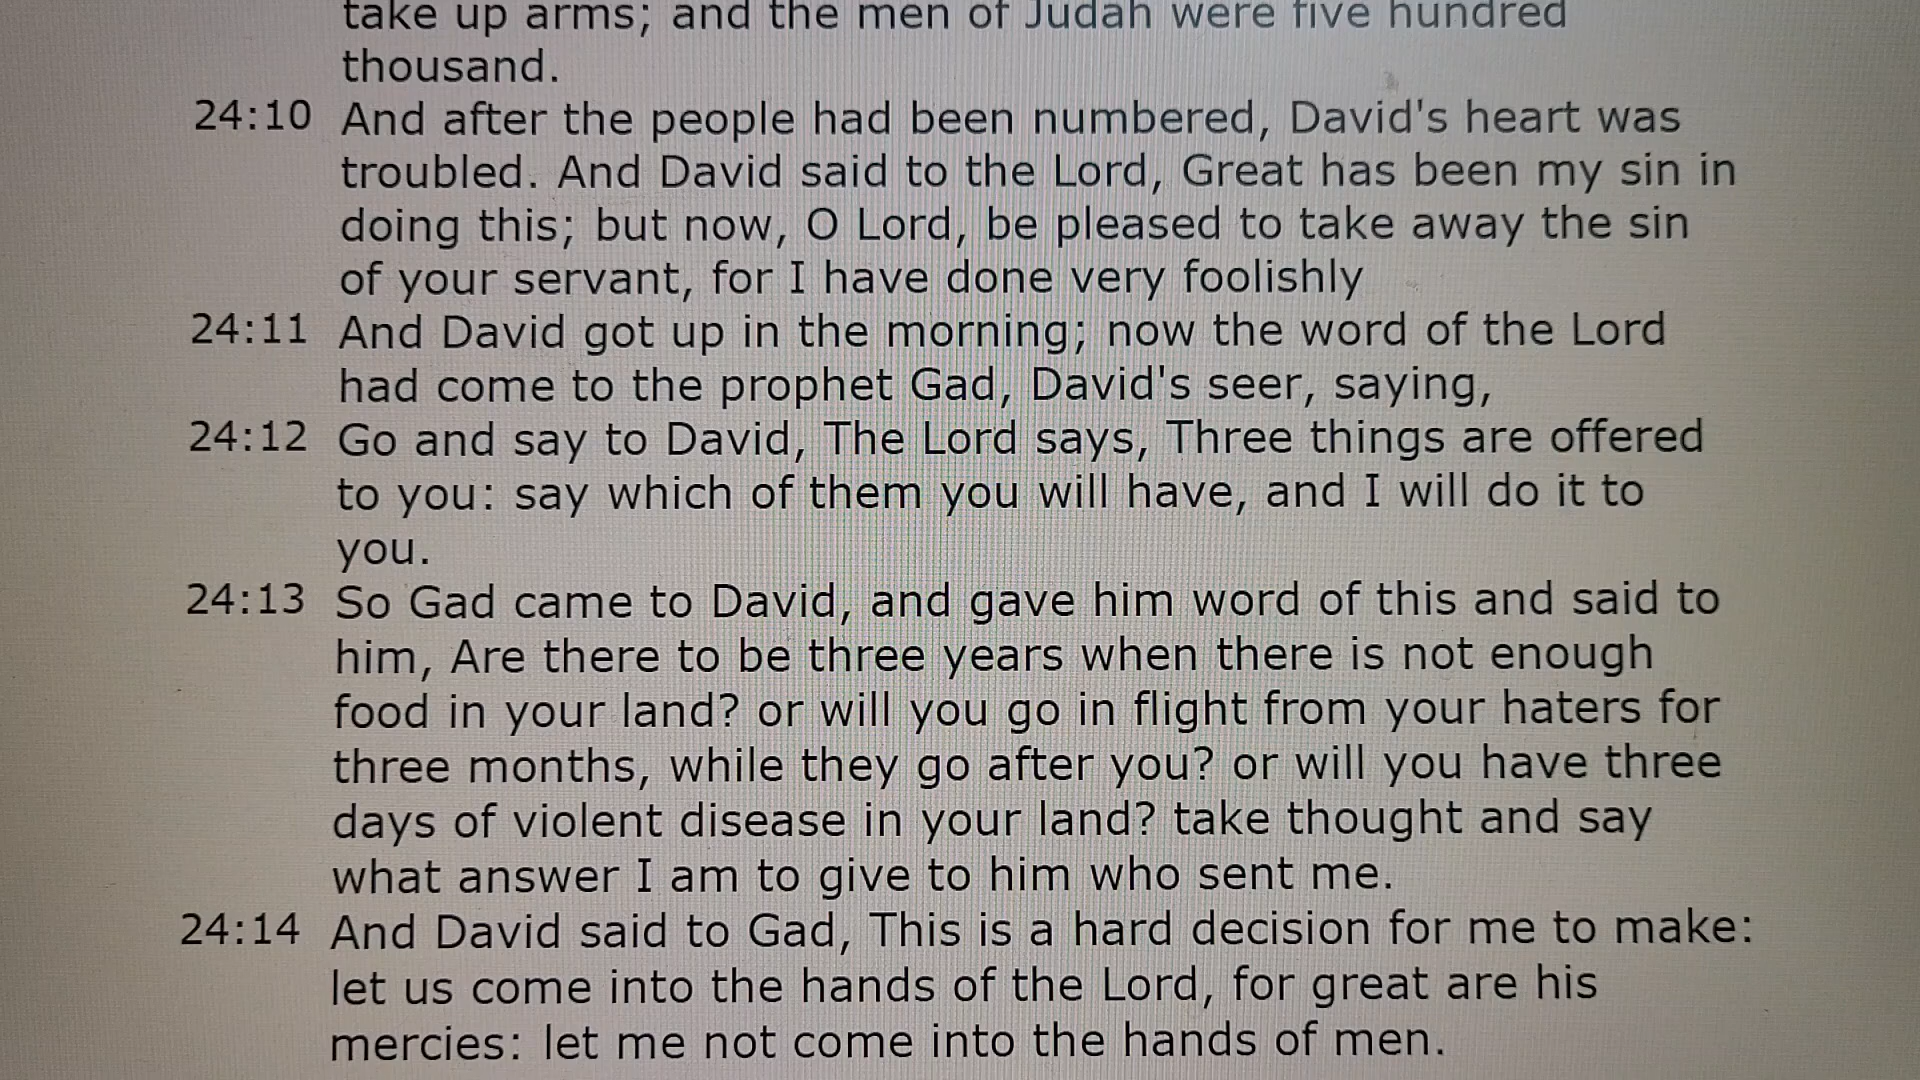 take up arms; and the men of Judah were five hundred
thousand.
24:10 And after the people had been numbered, David's heart was
troubled. And David said to the Lord, Great has been my sin in
doing this; but now, O Lord, be pleased to take away the sin
of your servant, for I have done very foolishly
24:11 And David got up in the morning; now the word of the Lord
had come to the prophet Gad, David's seer, saying,
24:12 Go and say to David, The Lord says, Three things are offered
to you: say which of them you will have, and I will do it to
you.
24:13 So Gad came to David, and gave him word of this and said to
him, Are there to be three years when there is not enough
food in your land? or will you go in flight from your haters for
three months, while they go after you? or will you have three
days of violent disease in your land? take thought and say
what answer I am to give to him who sent me.
24:14 And David said to Gad, This is a hard decision for me to make:
let us come into the hands of the Lord, for great are his
mercies: let me not come into the hands of men.